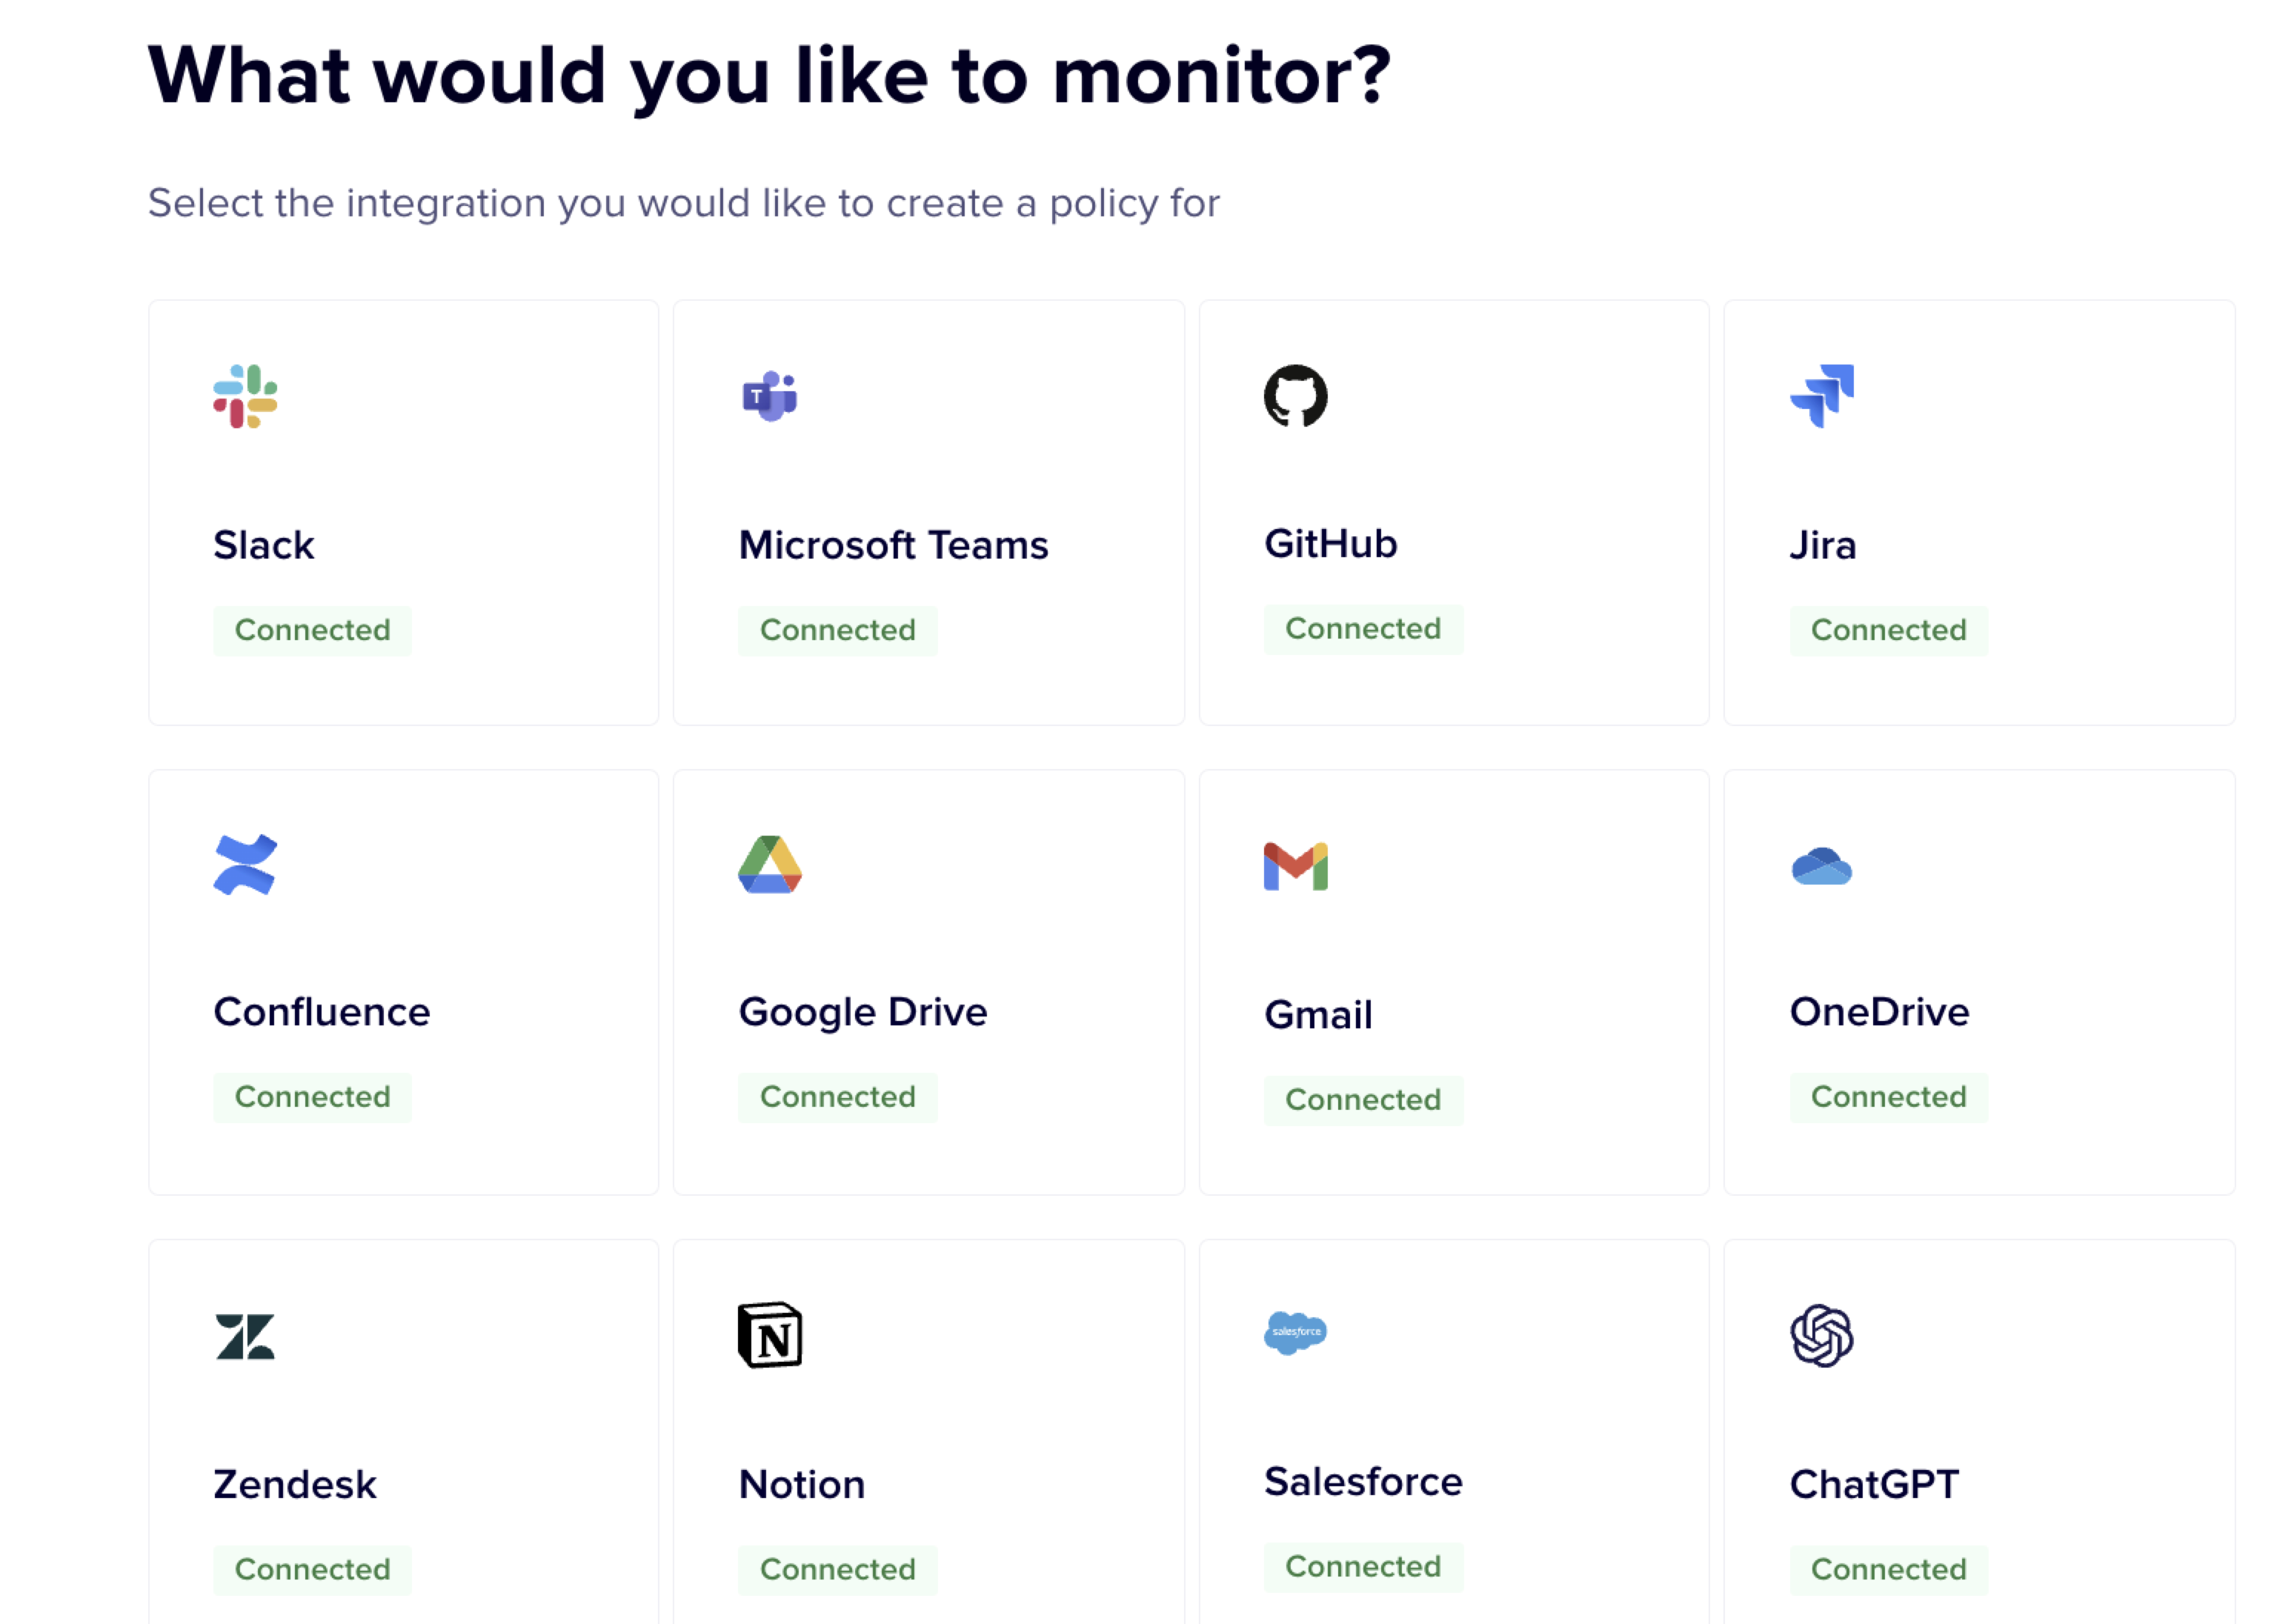 What would you like to monitor?
Select the integration you would like to create a policy for
T
Slack
Connected
Microsoft Teams
Connected
GitHub
Connected
Jira
Connected
Confluence
Connected
Google Drive
Connected
Gmail
Connected
OneDrive
Connected
N
salesforce
Zendesk
Connected
Notion
Connected
Salesforce
Connected
ChatGPT
Connected